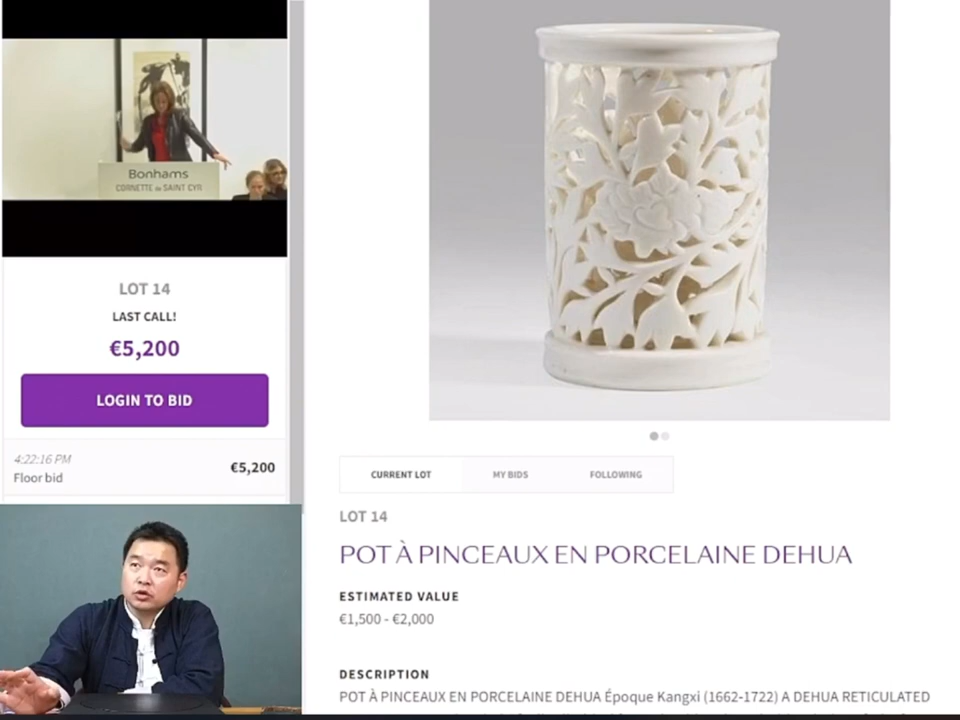 Bonhams
CORNETTE de SAINT CYR
LOT 14
LAST CALL!
€5,200
LOGIN TO BID
4:22:16 PM
€5,200
Floor bid
CURRENT LOT
MY BIDS
FOLLOWING
LOT 14
POT À PINCEAUX EN PORCELAINE DEHUA
ESTIMATED VALUE
€1,500 - €2,000
DESCRIPTION
POT À PINCEAUX EN PORCELAINE DEHUA Époque Kangxi (1662-1722) A DEHUA RETICULATED